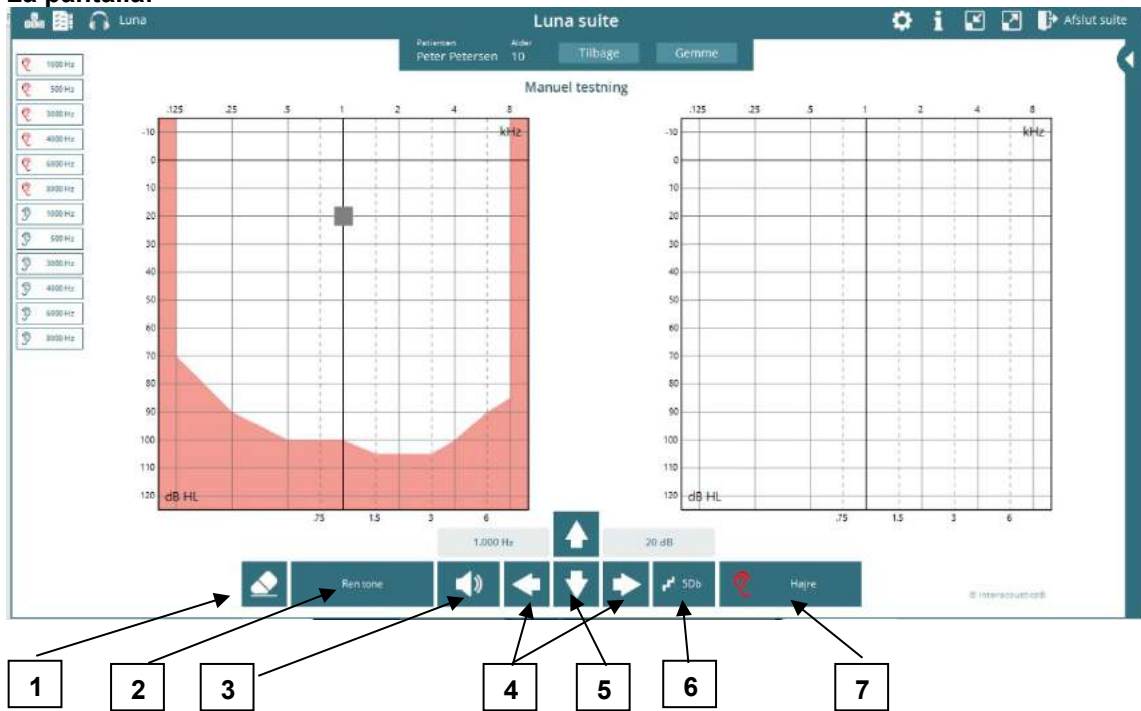 La pantalla:
Luna
Luna suite
Afslut suite
Patienten
Alder
Peter Petersen
10
Tilbage
Gemme
Manuel testning
1000 Hz
500 Hz
3000 Hz
4000 Hz
6000 Hz
8000 Hz
1000 Hz
500 Hz
3000 Hz
4000 Hz
6000 Hz
8000 Hz
.125 .25 .5 1 2 4 8
kHz
-10
0
10
20
30
40
50
60
70
80
90
100
110
120
dB HL
.75 1.5 3 6
.125 .25 .5 1 2 4 8
kHz
-10
0
10
20
30
40
50
60
70
80
90
100
110
120
dB HL
.75 1.5 3 6
1.000 Hz
20 dB
Ren tone
5Db
Højre
© Interacoustics®
1
2
3
4
5
6
7